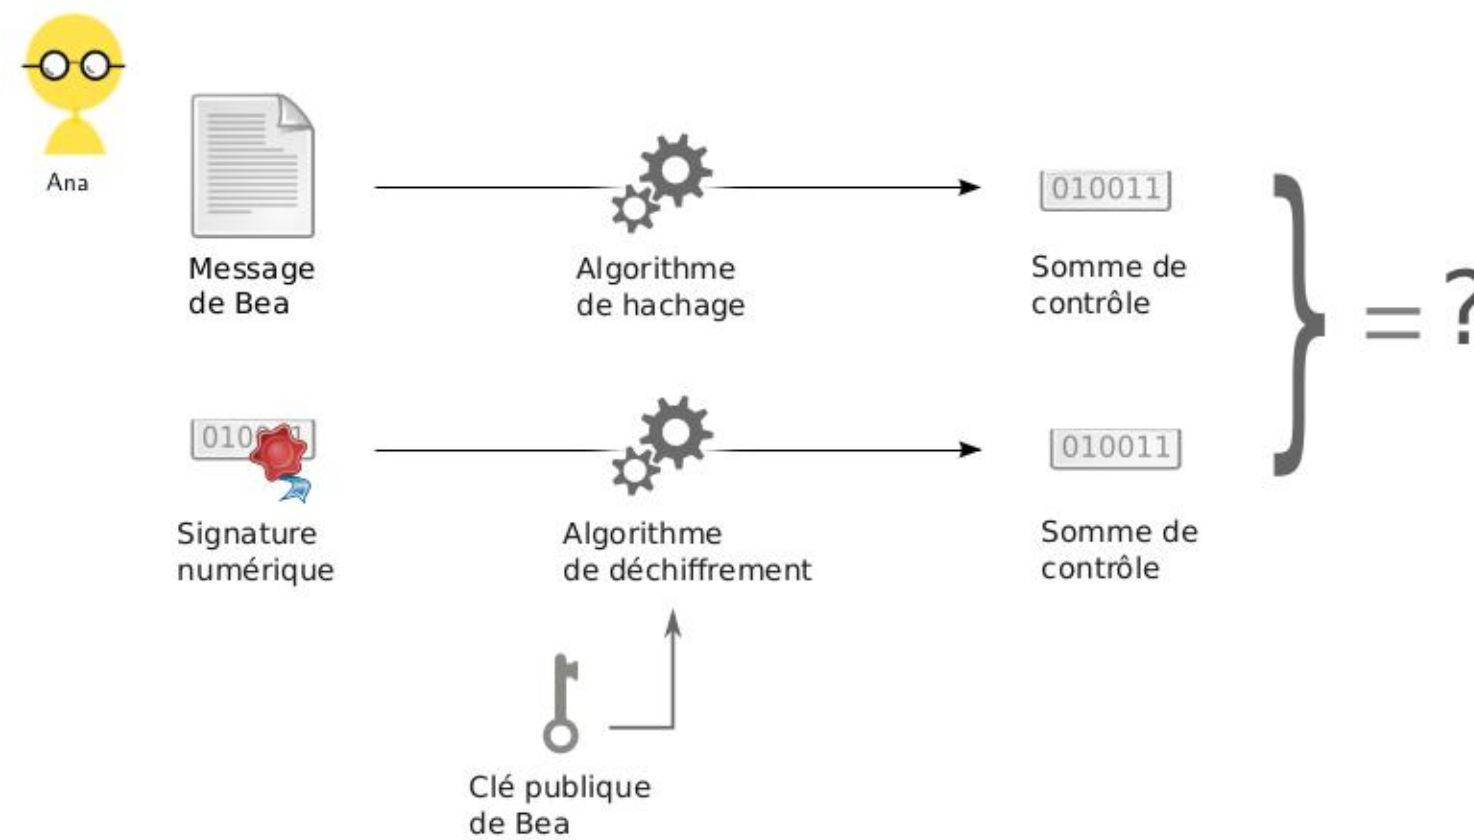 Ana
Message
de Bea
Algorithme
de hachage
010011
Somme de
contrôle
= ?
Signature
numérique
Algorithme
de déchiffrement
010011
Somme de
contrôle
Clé publique
de Bea